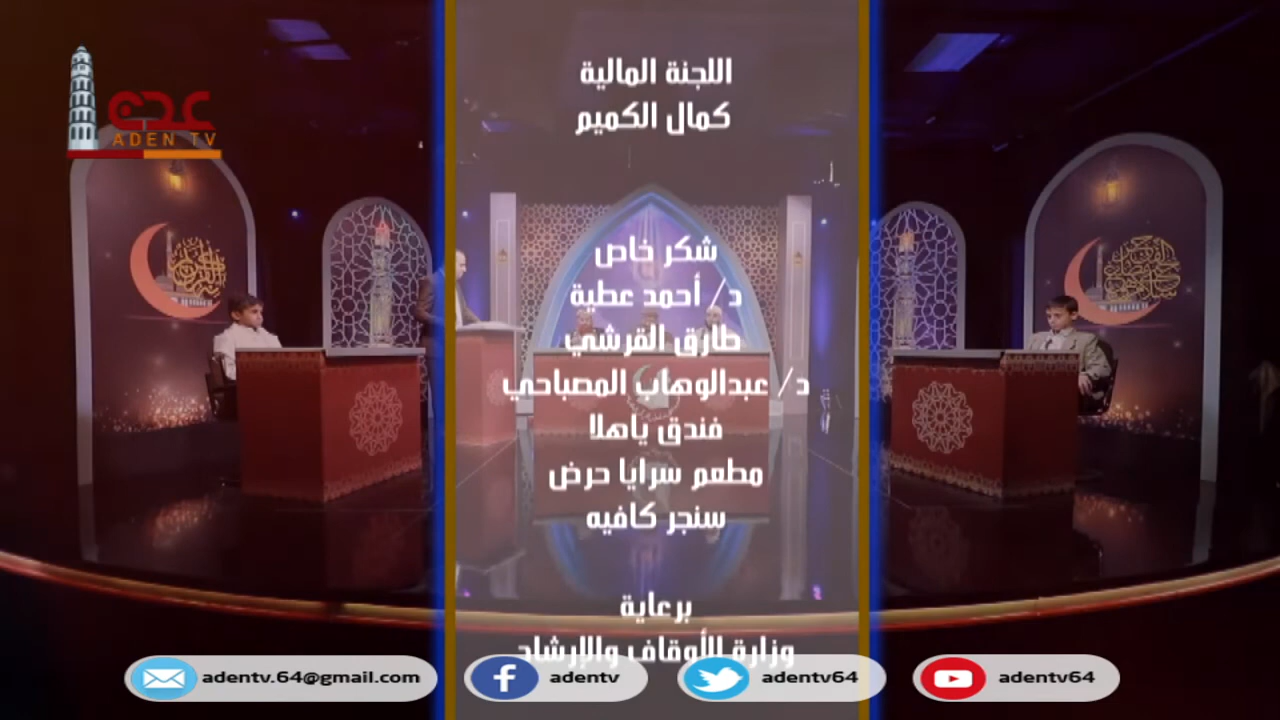 عدن
ADEN TV
اللجنة المالية
كمال الكميم
شكر خاص
د/ أحمد عطية
طارق القرشي
د/ عبدالوهاب المصباحي
فندق ياهلا
مطعم سرايا حرض
سنجر كافيه
برعاية
وزارة الأوقاف والإرشاد
adentv.64@gmail.com
adentv
adentv64
adentv64